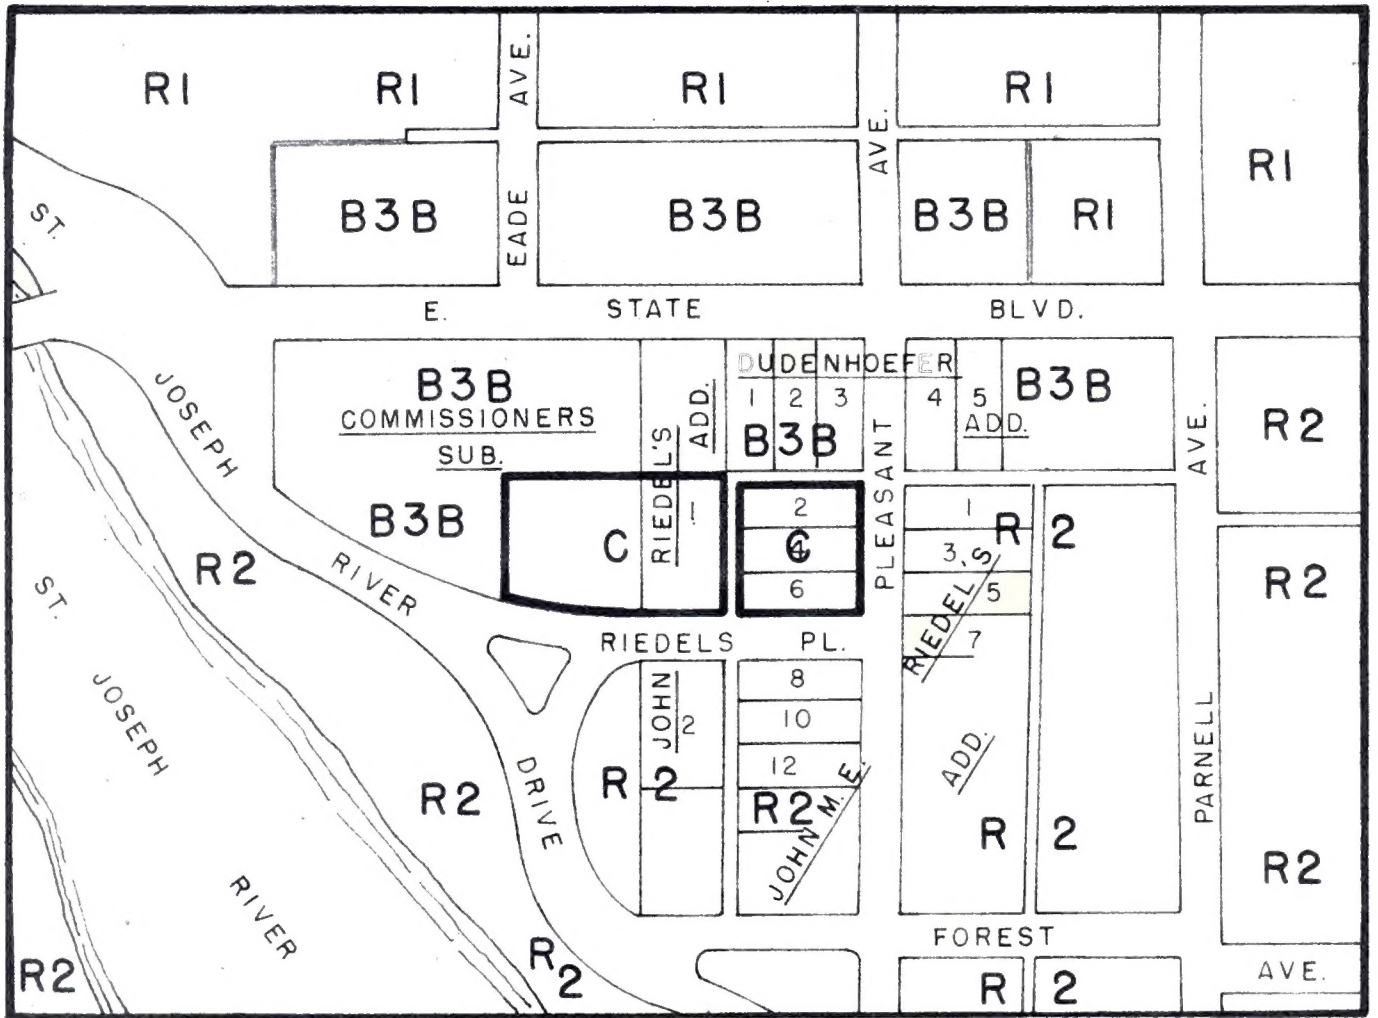 R1
R1
AVE.
R1
AVE.
R1
R1
ST.
B3B
EADE
B3B
B3B
R1
E. STATE BLVD.
JOSEPH
B3B
COMMISSIONERS
SUB.
B3B
RIEDEL'S
ADD.
DUDENHOEFER
1 2 3
B3B
4 5
ADD.
B3B
AVE.
R2
PLEASANT
C
1
2
4
C
6
1
R 2
3
5
7
RIEDEL'S
ADD.
R2
R2
RIVER
ST.
JOSEPH
RIVER
RIEDELS PL.
JOHN
2
R 2
8
10
12
R2
JOHN M. E.
DRIVE
R2
PARNELL
R 2
R2
R2
R2
FOREST
AVE.
R 2